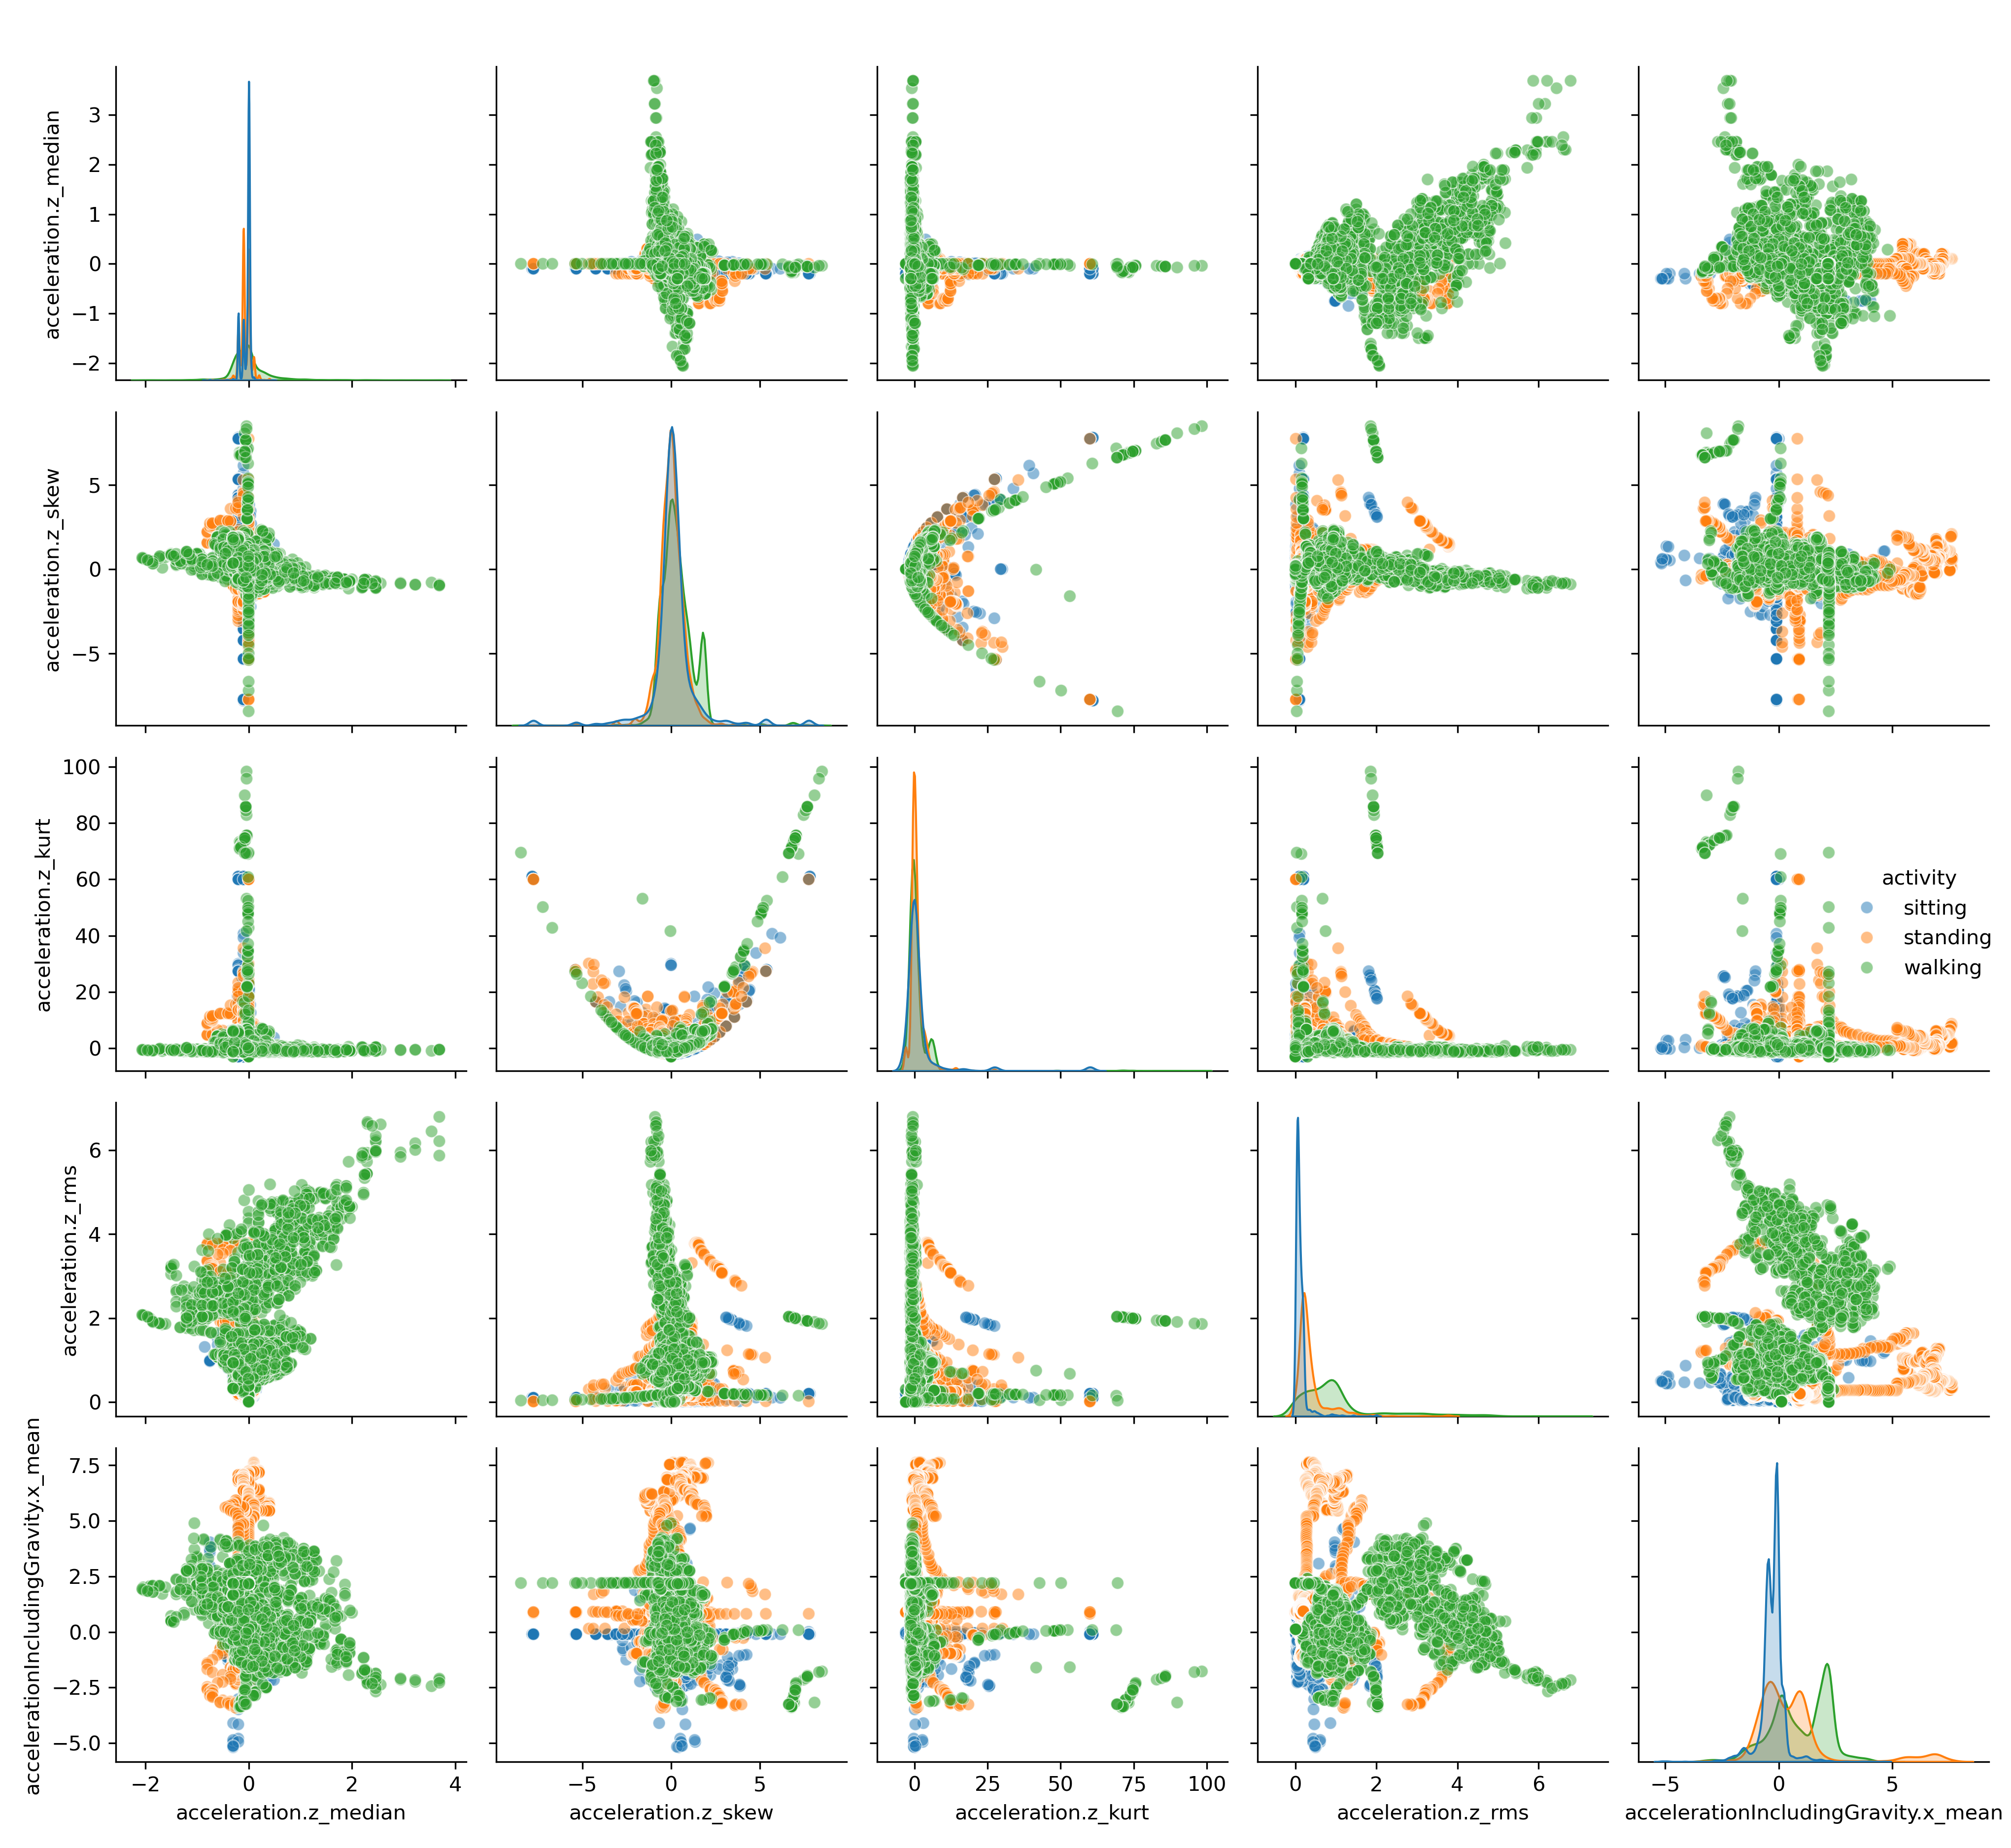 acceleration.z_median
3
2
1
0
−1
−2
acceleration.z_skew
5
0
−5
acceleration.z_kurt
100
80
60
40
20
0
activity
sitting
standing
walking
acceleration.z_rms
6
4
2
0
accelerationIncludingGravity.x_mean
7.5
5.0
2.5
0.0
−2.5
−5.0
−2 0 2 4
−5 0 5
0 25 50 75 100
0 2 4 6
−5 0 5
acceleration.z_median
acceleration.z_skew
acceleration.z_kurt
acceleration.z_rms
accelerationIncludingGravity.x_mean